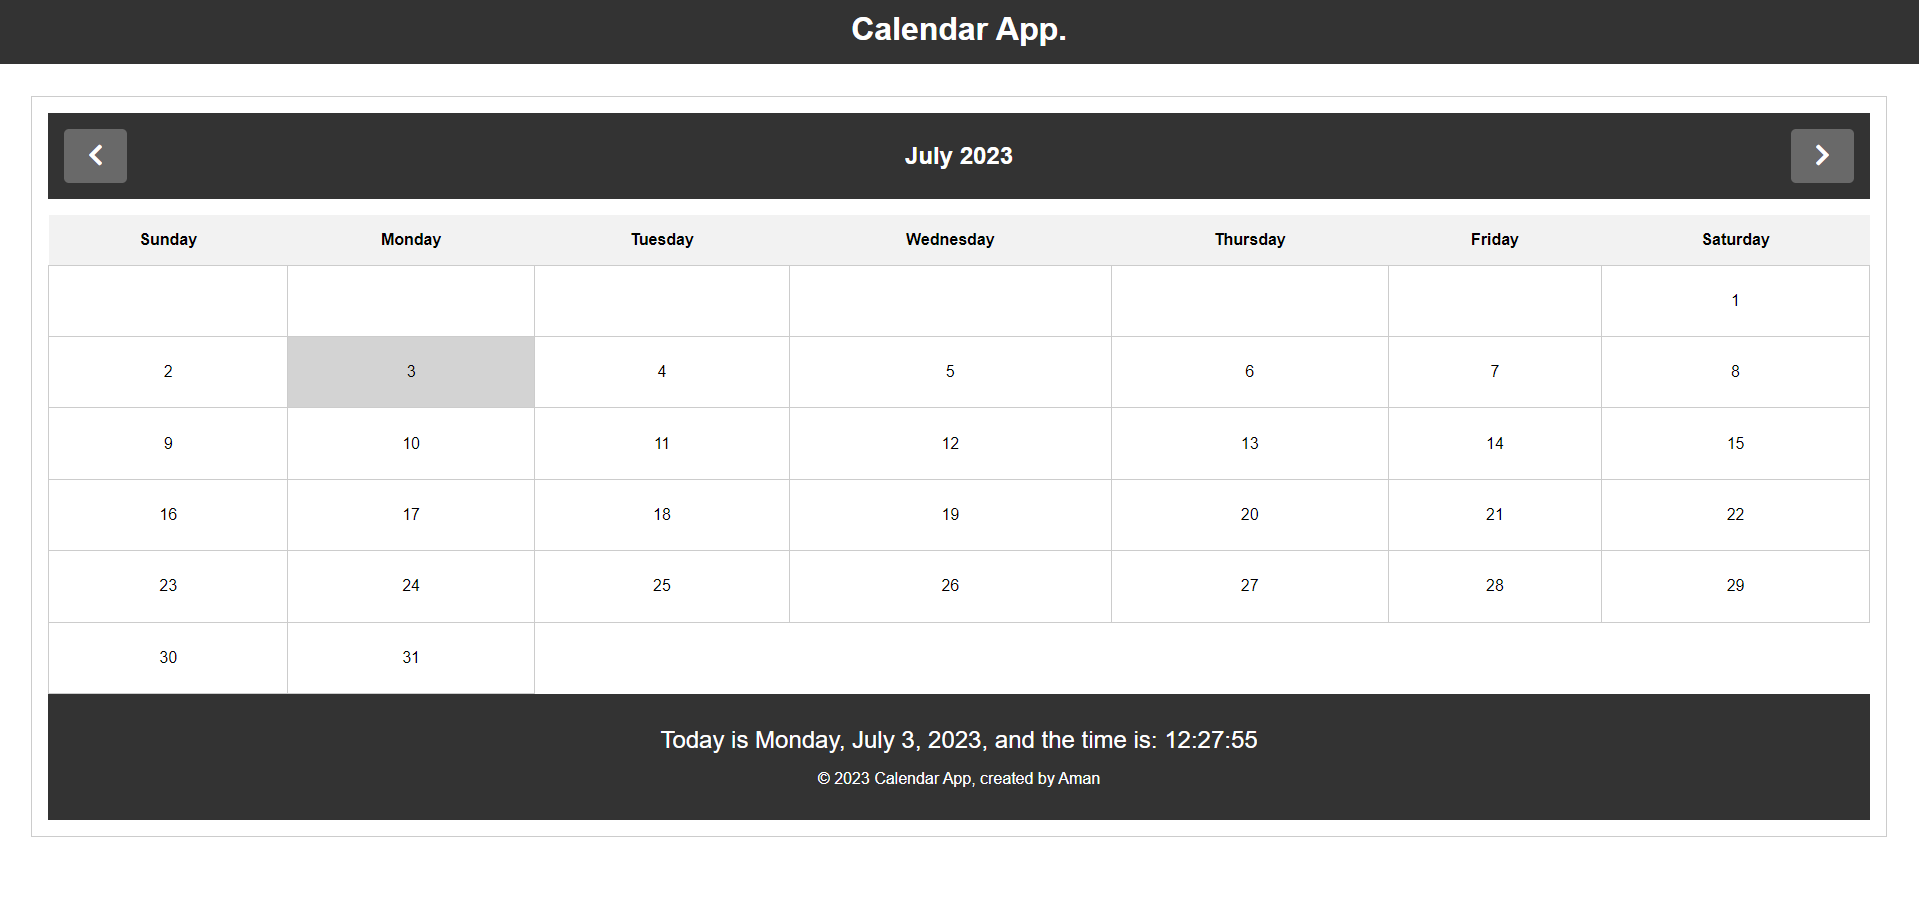 Calendar App.
July 2023
Sunday Monday Tuesday Wednesday Thursday Friday Saturday
1
2 3 4 5 6 7 8
9 10 11 12 13 14 15
16 17 18 19 20 21 22
23 24 25 26 27 28 29
30 31
Today is Monday, July 3, 2023, and the time is: 12:27:55
© 2023 Calendar App, created by Aman